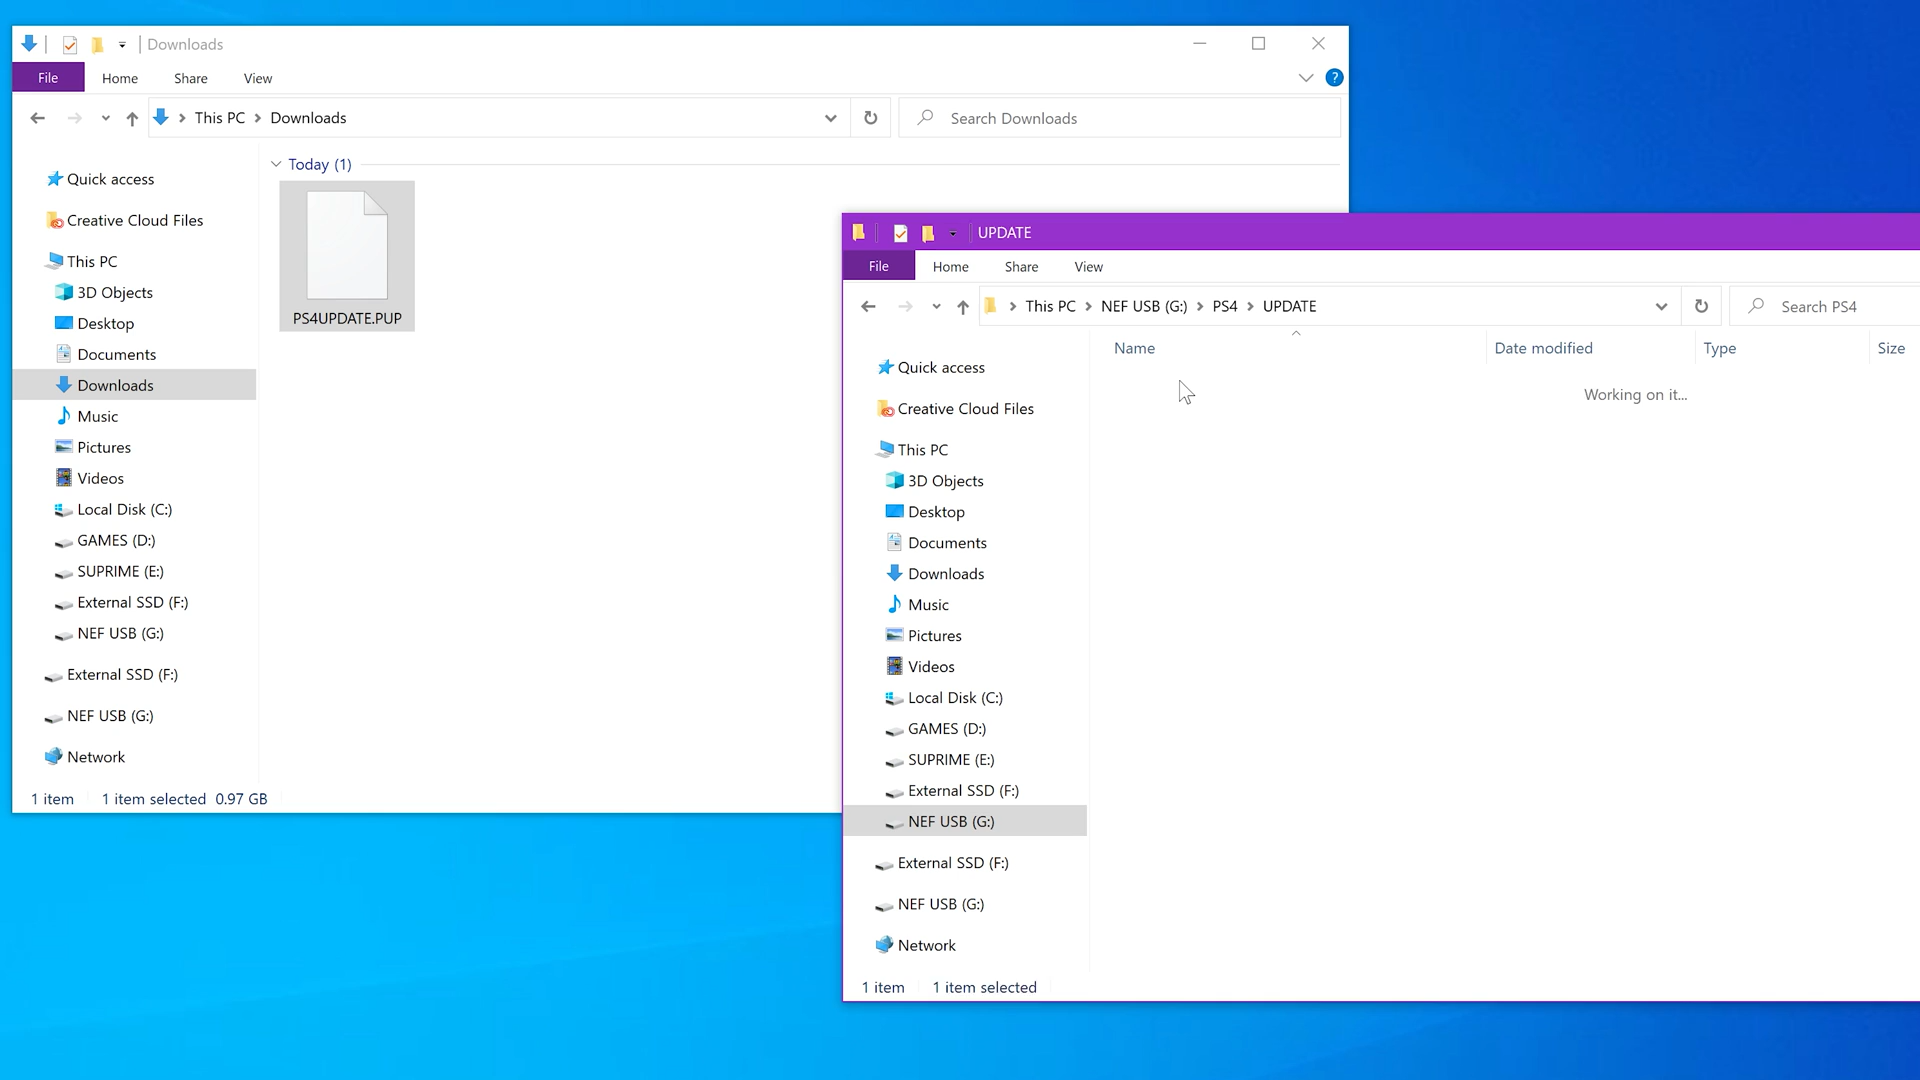 Downloads
File Home Share View
This PC Downloads
Search Downloads
Quick access
Creative Cloud Files
This PC
3D Objects
Desktop
Documents
Downloads
Music
Pictures
Videos
Local Disk (C:)
GAMES (D:)
SUPRIME (E:)
External SSD (F:)
NEF USB (G:)
External SSD (F:)
NEF USB (G:)
Network
Today (1)
PS4UPDATE.PUP
1 item 1 item selected 0.97 GB
UPDATE
File Home Share View
This PC NEF USB (G:) PS4 UPDATE
Search PS4
Name Date modified Type Size
Working on it...
Quick access
Creative Cloud Files
This PC
3D Objects
Desktop
Documents
Downloads
Music
Pictures
Videos
Local Disk (C:)
GAMES (D:)
SUPRIME (E:)
External SSD (F:)
NEF USB (G:)
External SSD (F:)
NEF USB (G:)
Network
1 item 1 item selected